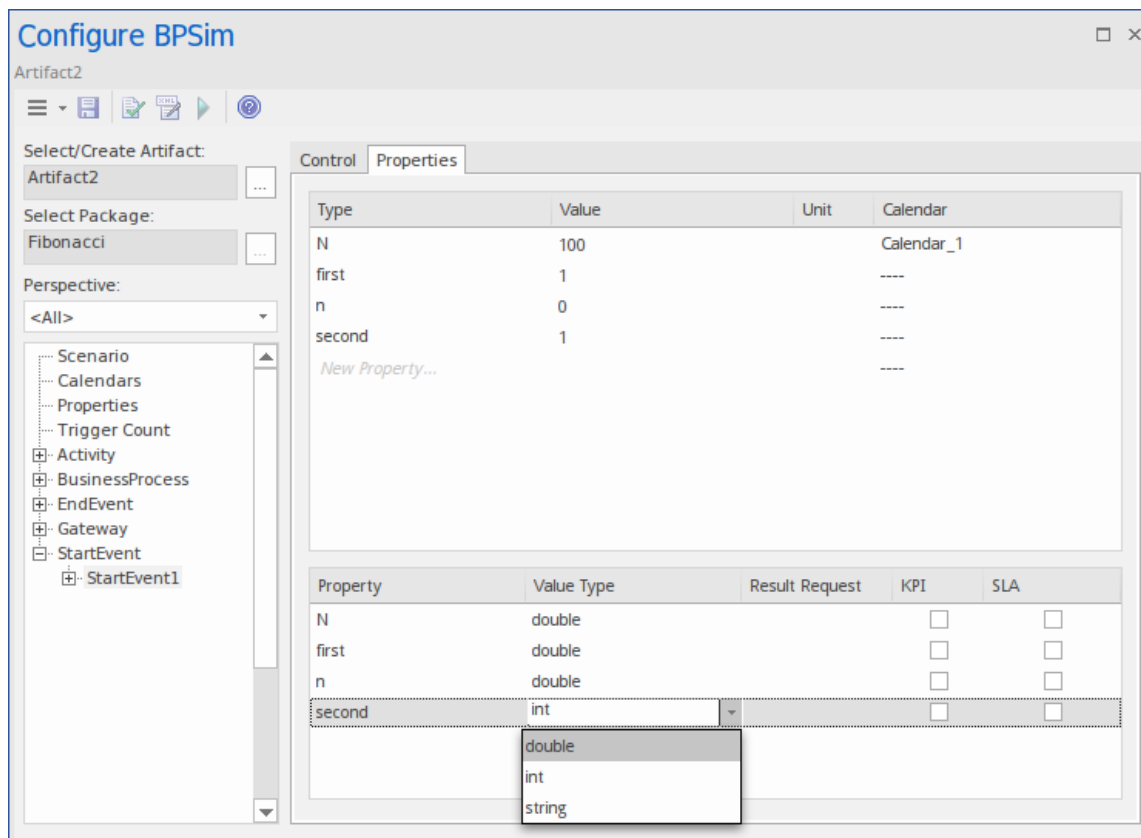 Configure BPSim
Artifact2
Select/Create Artifact:
Artifact2
...
Select Package:
Fibonacci
...
Perspective:
<All>
Scenario
Calendars
Properties
Trigger Count
Activity
BusinessProcess
EndEvent
Gateway
StartEvent
StartEvent1
Control Properties
Type Value Unit Calendar
N 100 Calendar_1
first 1 ----
n 0 ----
second 1 ----
New Property... ----
Property Value Type Result Request KPI SLA
N double
first double
n double
second int
double
int
string